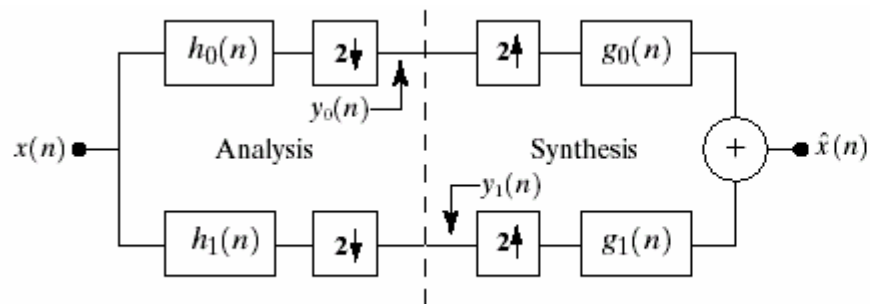 h₀(n) 2↓ 2↑ g₀(n)
y₀(n)
x(n) Analysis Synthesis + x̂(n)
y₁(n)
h₁(n) 2↓ 2↑ g₁(n)